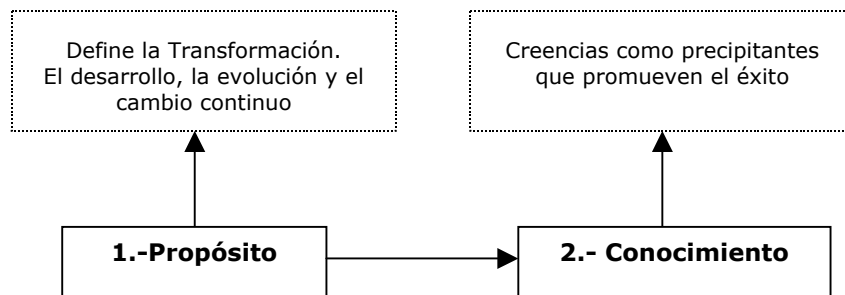 Define la Transformación.
El desarrollo, la evolución y el
cambio continuo
Creencias como precipitantes
que promueven el éxito
1.-Propósito
2.- Conocimiento